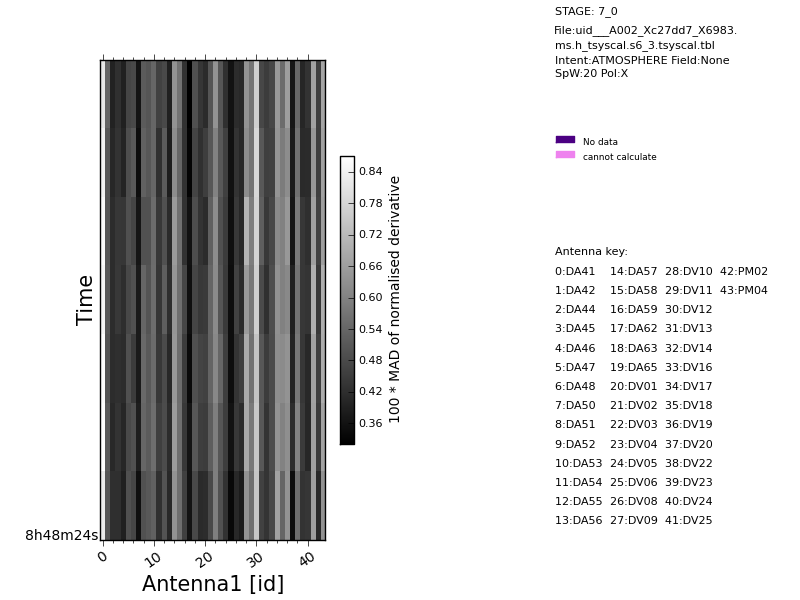 STAGE: 7_0
File:uid___A002_Xc27dd7_X6983.
ms.h_tsyscal.s6_3.tsyscal.tbl
Intent:ATMOSPHERE Field:None
SpW:20 Pol:X
No data
cannot calculate
0.84
0.78
0.72
0.66
0.60
0.54
0.48
0.42
0.36
100 * MAD of normalised derivative
Time
8h48m24s
0 10 20 30 40
Antenna1 [id]
Antenna key:
0:DA41 14:DA57 28:DV10 42:PM02
1:DA42 15:DA58 29:DV11 43:PM04
2:DA44 16:DA59 30:DV12
3:DA45 17:DA62 31:DV13
4:DA46 18:DA63 32:DV14
5:DA47 19:DA65 33:DV16
6:DA48 20:DV01 34:DV17
7:DA50 21:DV02 35:DV18
8:DA51 22:DV03 36:DV19
9:DA52 23:DV04 37:DV20
10:DA53 24:DV05 38:DV22
11:DA54 25:DV06 39:DV23
12:DA55 26:DV08 40:DV24
13:DA56 27:DV09 41:DV25